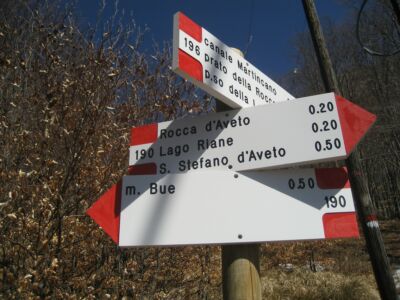 canale Martincano
196 prato della Rocca
p.so della
Rocca d'Aveto 0.20
190 Lago Riane 0.20
S. Stefano d'Aveto 0.50
m. Bue 0.50
190